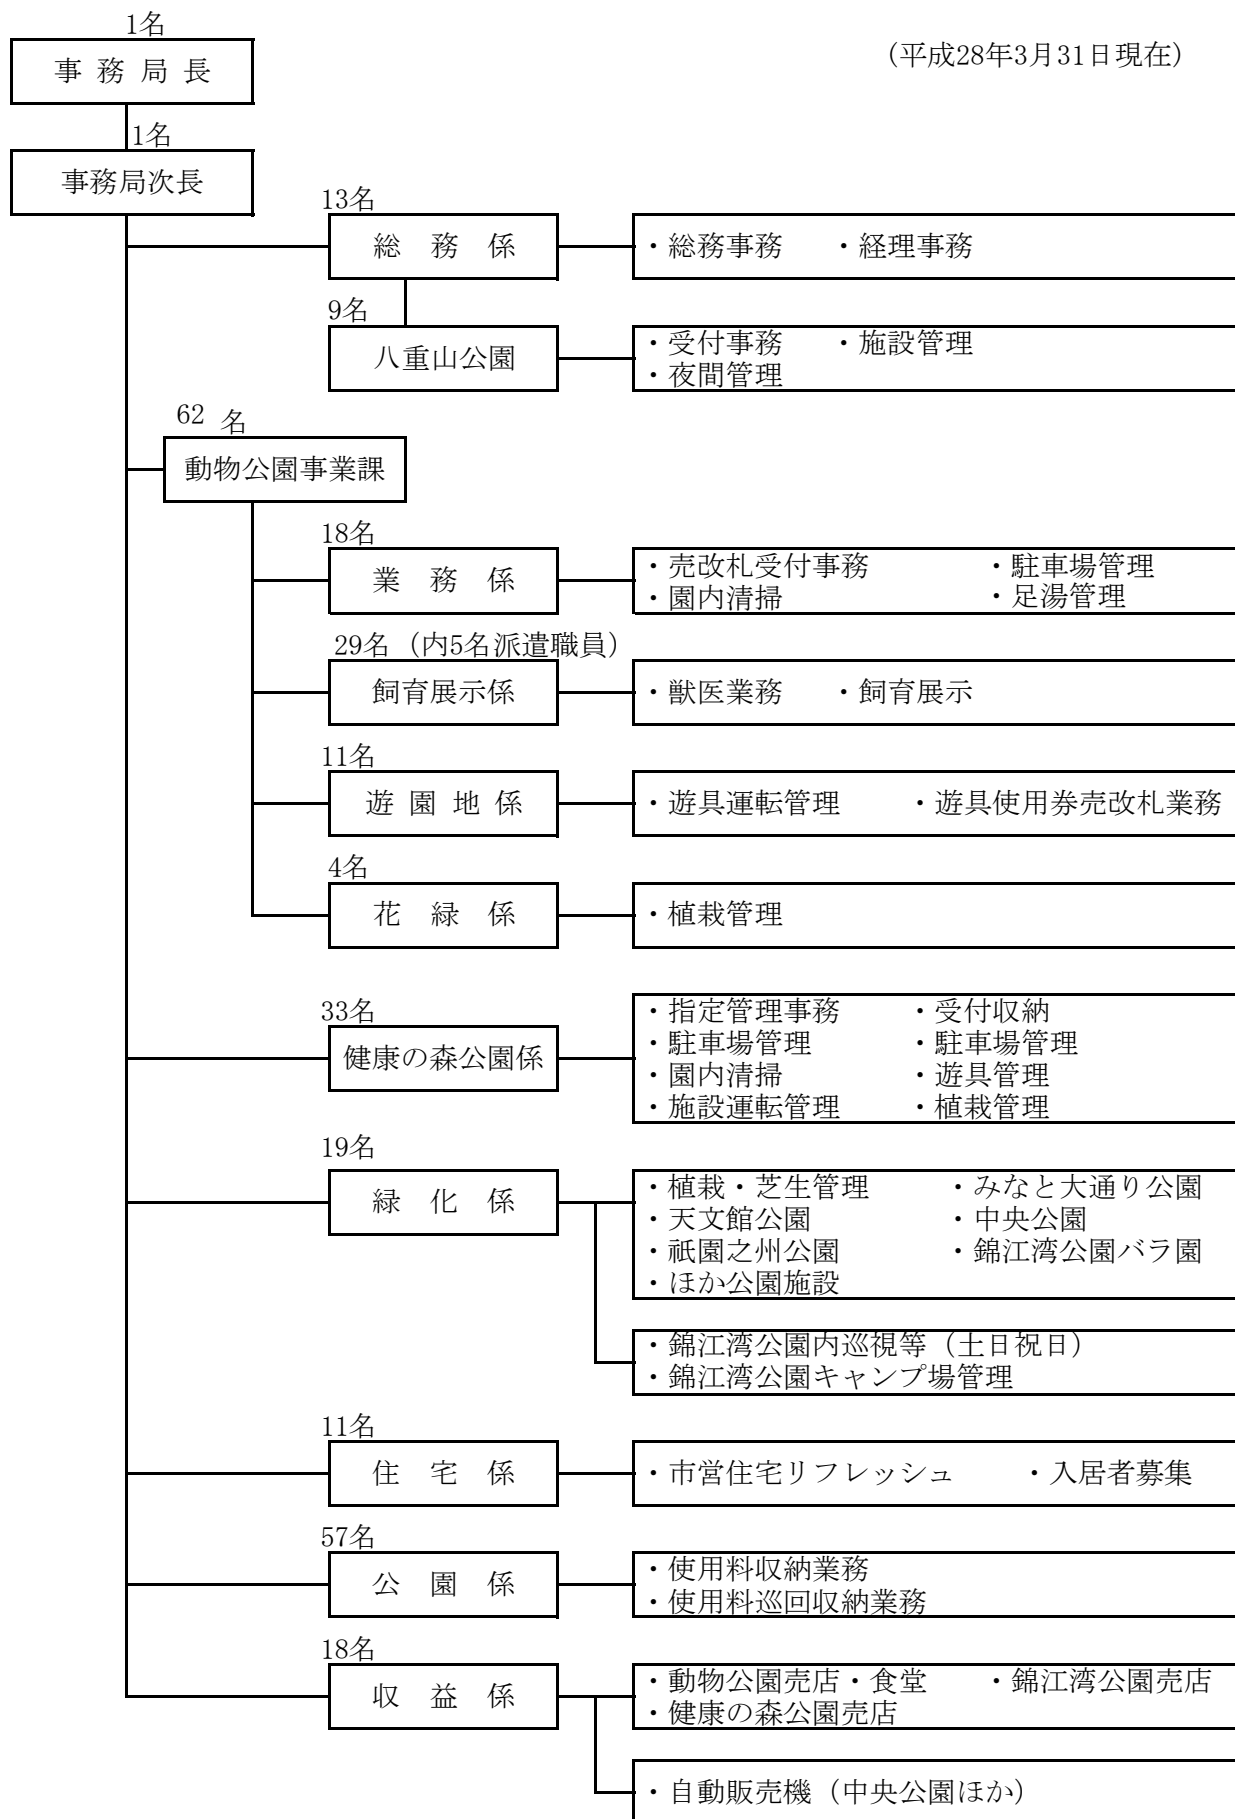 1名
(平成28年3月31日現在)
事務局長
1名
事務局次長
13名
総務係
・総務事務 ・経理事務
9名
八重山公園
・受付事務 ・施設管理
・夜間管理
62名
動物公園事業課
18名
業務係
・売改札受付事務 ・駐車場管理
・園内清掃 ・足湯管理
29名（内5名派遣職員）
飼育展示係
・獣医業務 ・飼育展示
11名
遊園地係
・遊具運転管理 ・遊具使用券売改札業務
4名
花緑係
・植栽管理
33名
健康の森公園係
・指定管理事務 ・受付収納
・駐車場管理 ・駐車場管理
・園内清掃 ・遊具管理
・施設運転管理 ・植栽管理
19名
緑化係
・植栽・芝生管理 ・みなと大通り公園
・天文館公園 ・中央公園
・祇園之州公園 ・錦江湾公園バラ園
・ほか公園施設
・錦江湾公園内巡視等（土日祝日）
・錦江湾公園キャンプ場管理
11名
住宅係
・市営住宅リフレッシュ ・入居者募集
57名
公園係
・使用料収納業務
・使用料巡回収納業務
18名
収益係
・動物公園売店・食堂 ・錦江湾公園売店
・健康の森公園売店
・自動販売機（中央公園ほか）